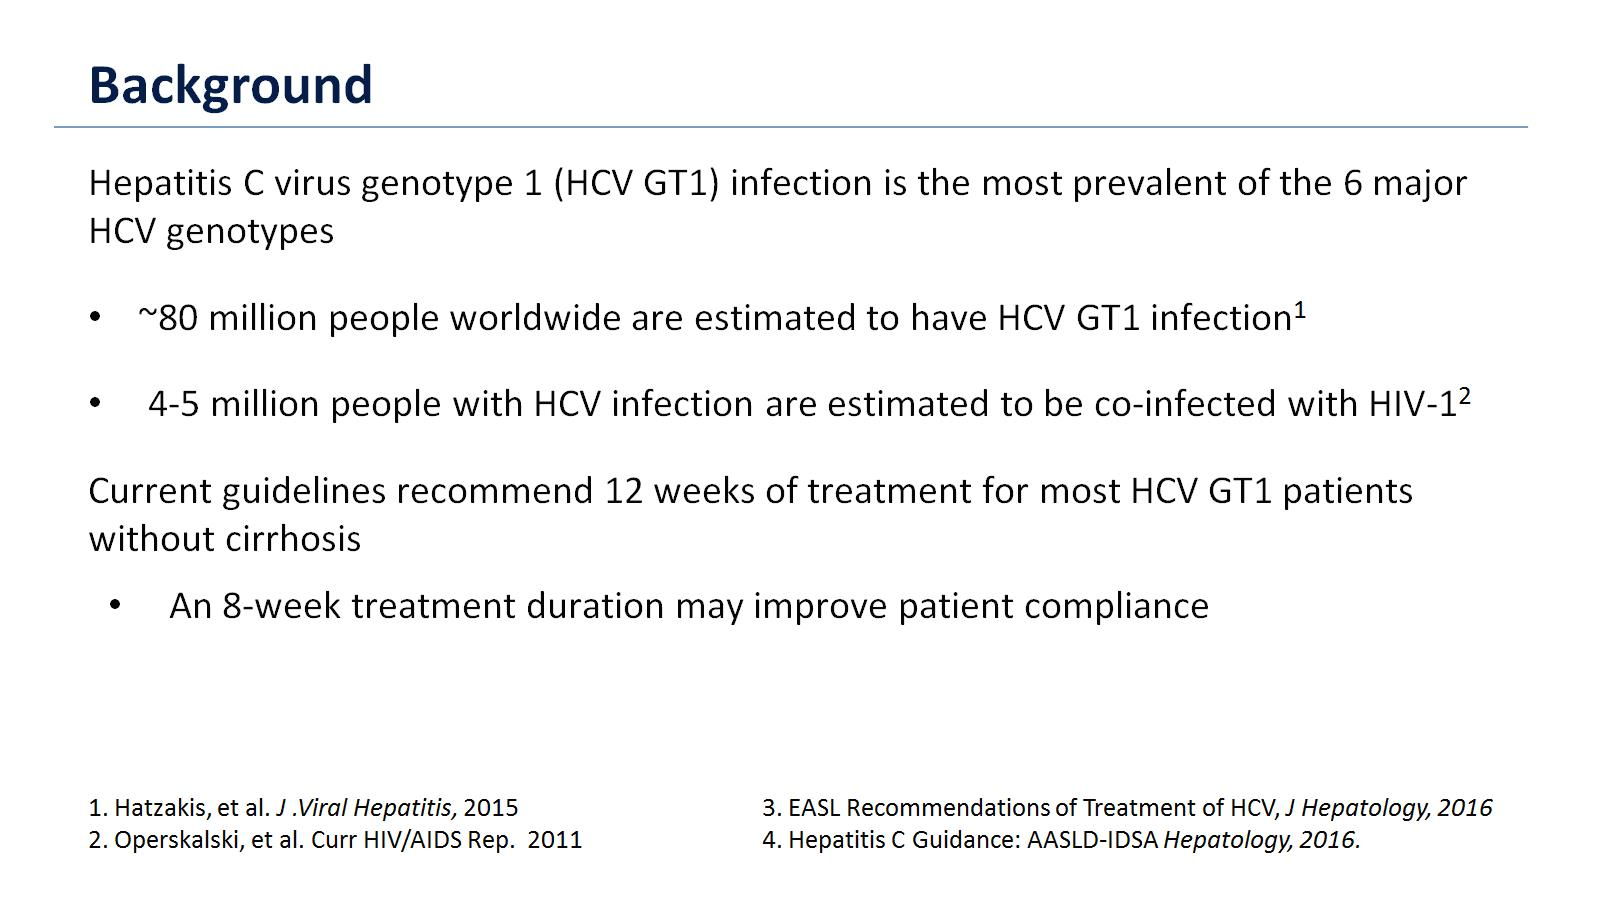 Background
Hepatitis C virus genotype 1 (HCV GT1) infection is the most prevalent of the 6 major
HCV genotypes
• ~80 million people worldwide are estimated to have HCV GT1 infection¹
• 4-5 million people with HCV infection are estimated to be co-infected with HIV-1²
Current guidelines recommend 12 weeks of treatment for most HCV GT1 patients
without cirrhosis
• An 8-week treatment duration may improve patient compliance
1. Hatzakis, et al. J .Viral Hepatitis, 2015
2. Operskalski, et al. Curr HIV/AIDS Rep. 2011
3. EASL Recommendations of Treatment of HCV, J Hepatology, 2016
4. Hepatitis C Guidance: AASLD-IDSA Hepatology, 2016.